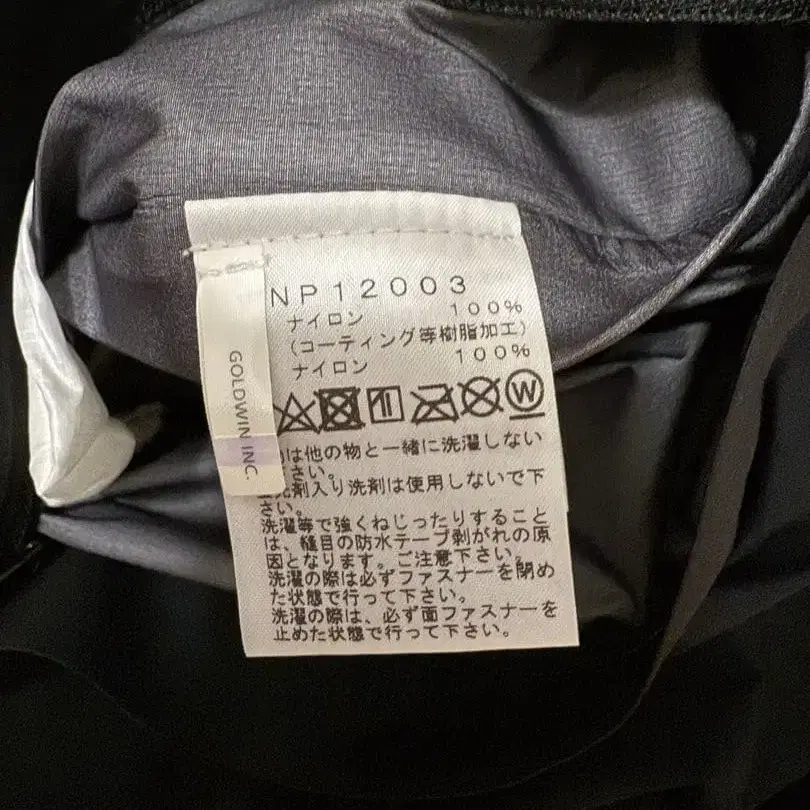 NP12003
ナイロン 100%
(コーティング等樹脂加工)
ナイロン 100%
W
は他の物と一緒に洗濯しない
さい。
剤入り洗剤は使用しないで下
さい。
洗濯等で強くねじったりすること
は、縫目の防水テープ剥がれの原
因となります。ご注意下さい。
洗濯の際は必ずファスナーを閉め
た状態で行って下さい。
洗濯の際は、必ず面ファスナーを
止めた状態で行って下さい。
GOLDWIN INC.